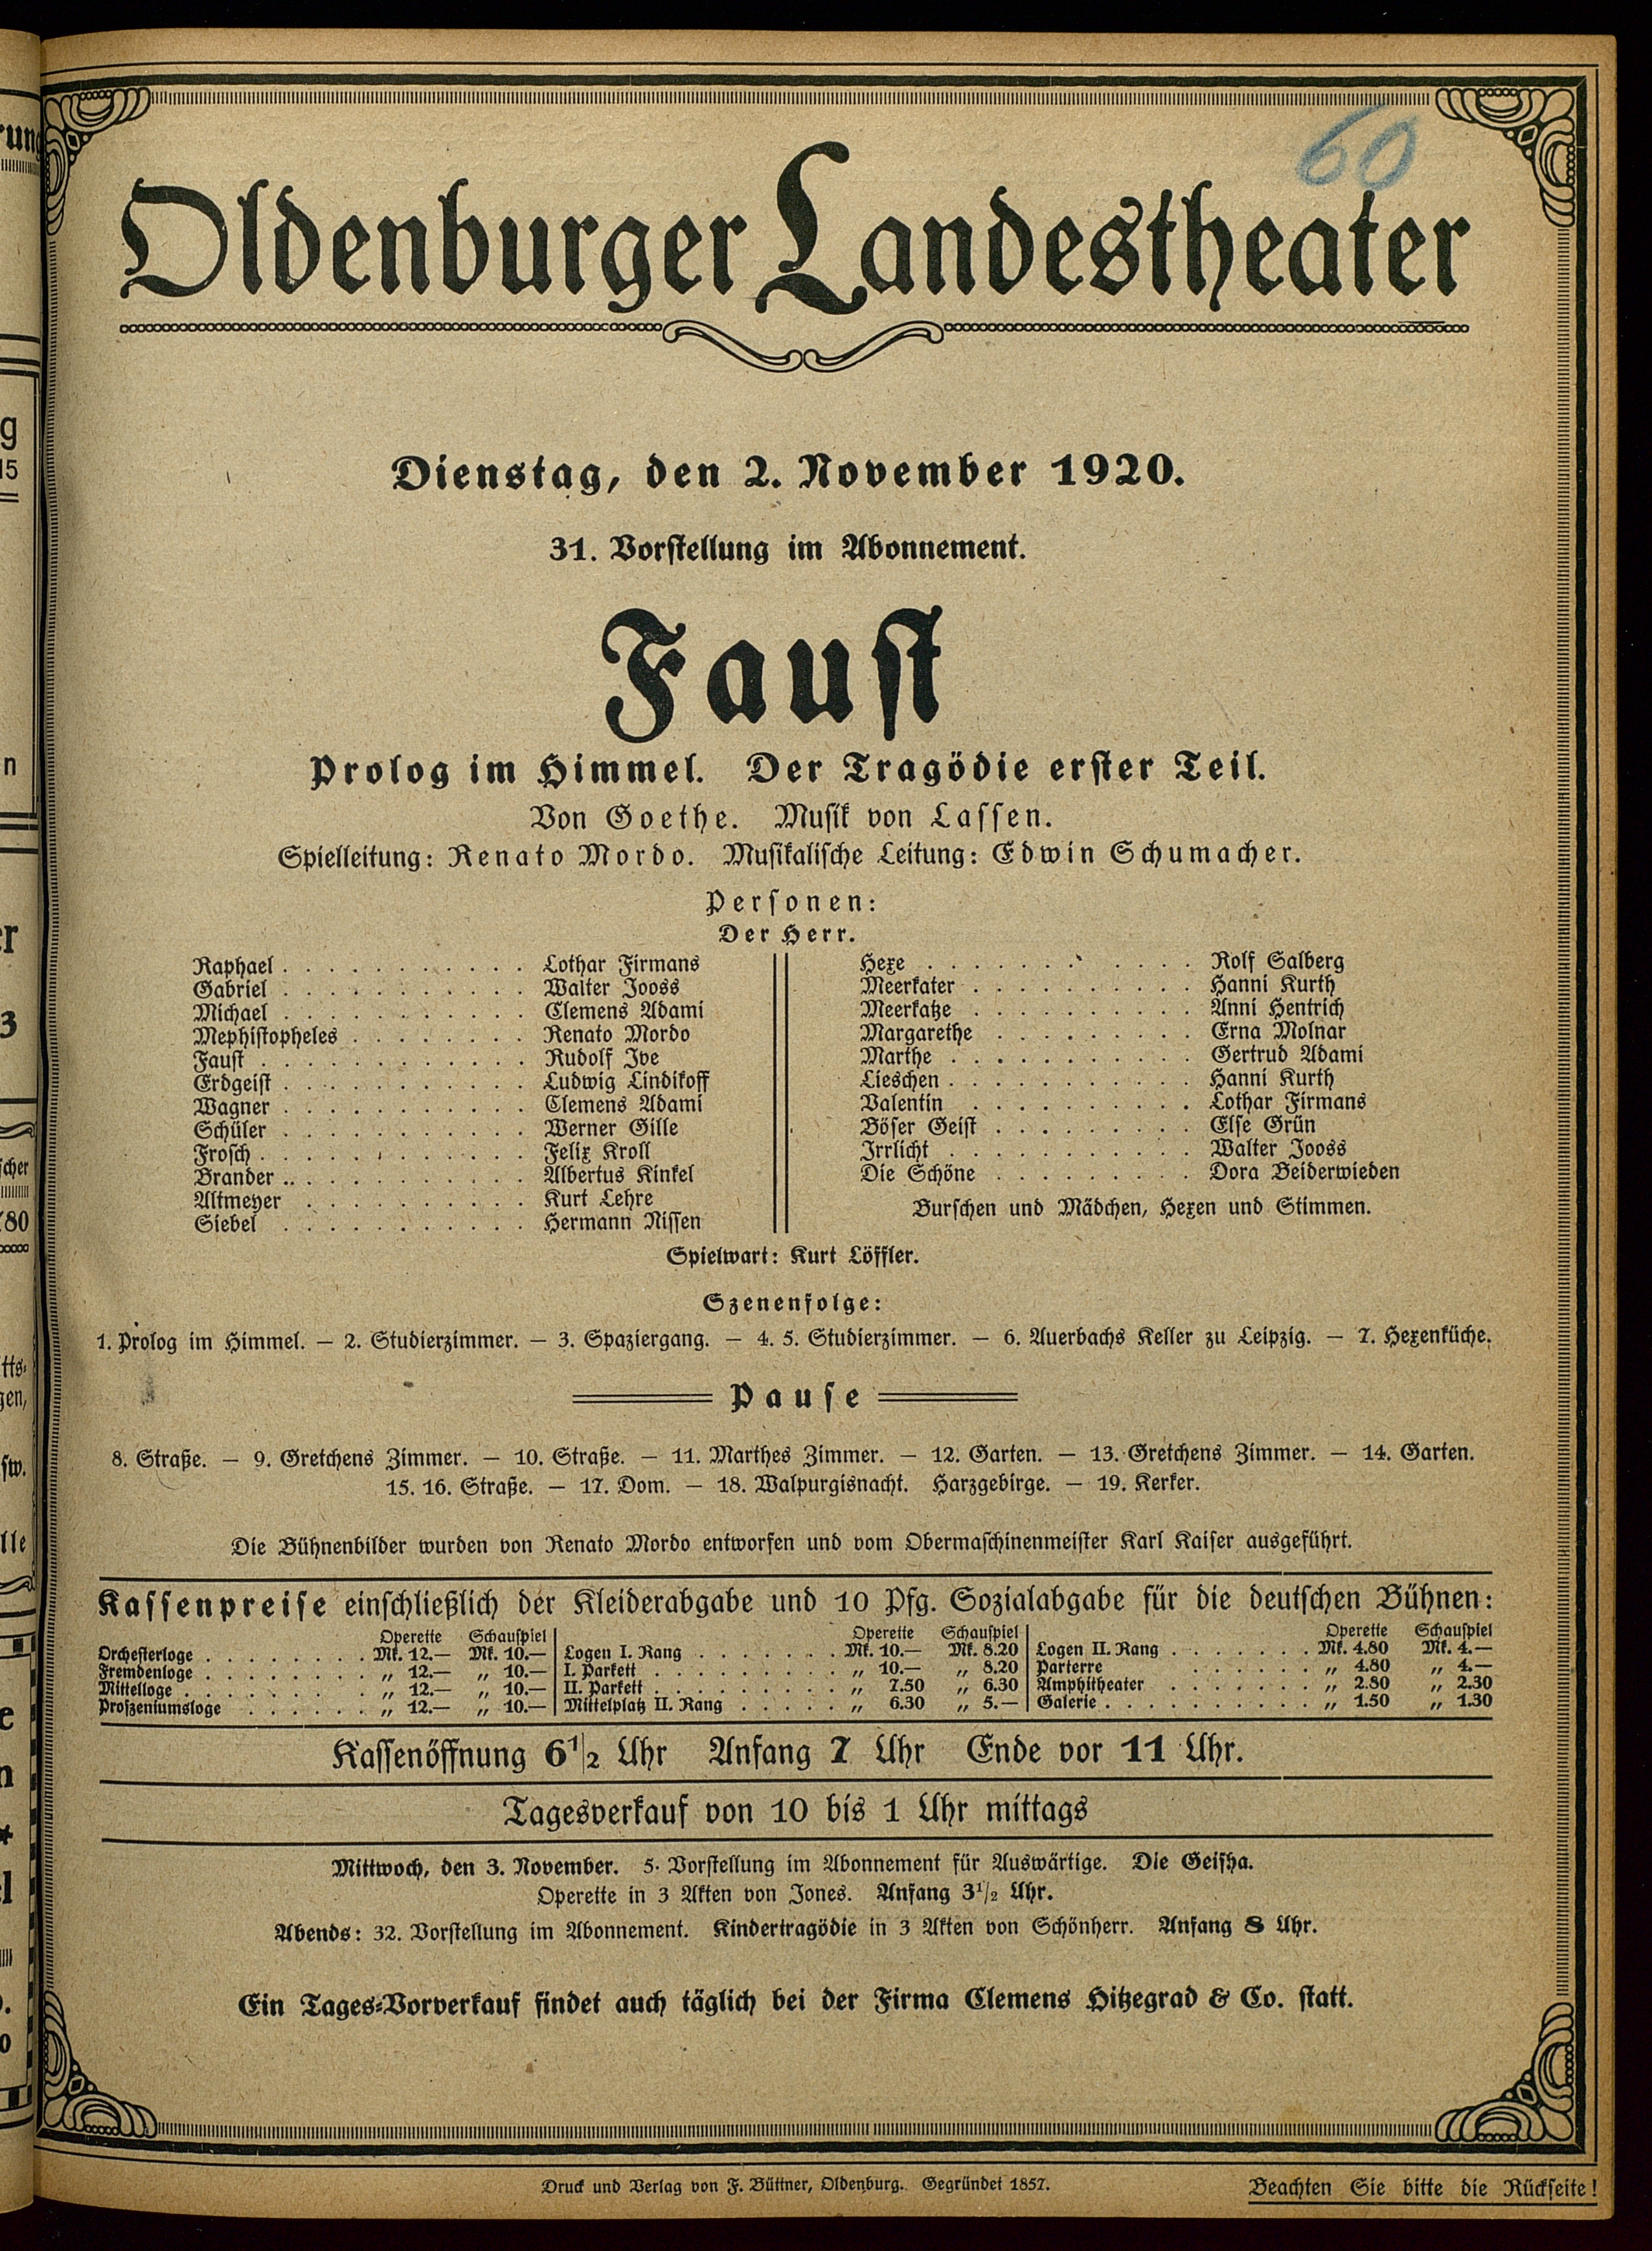 60
Oldenburger Landestheater
Dienstag, den 2. November 1920.
31. Vorstellung im Abonnement.
Faust
Prolog im Himmel. Der Tragödie erster Teil.
Von Goethe. Musik von Lassen.
Spielleitung: Renato Mordo. Musikalische Leitung: Edwin Schumacher.
Personen:
Der Herr.
Raphael . . . . . . . . . . . Lothar Firmans
Gabriel . . . . . . . . . . . Walter Jooss
Michael . . . . . . . . . . . Clemens Adami
Mephistopheles . . . . . . . . Renato Mordo
Faust . . . . . . . . . . . . Rudolf Ive
Erdgeist . . . . . . . . . . . Ludwig Lindikoff
Wagner . . . . . . . . . . . Clemens Adami
Schüler . . . . . . . . . . . Werner Gille
Frosch . . . . . . . . . . . . Felix Kroll
Brander . . . . . . . . . . . Albertus Kinkel
Altmeyer . . . . . . . . . . Kurt Lehre
Siebel . . . . . . . . . . . Hermann Nissen
Hexe . . . . . . . . . . . . Rolf Salberg
Meerkater . . . . . . . . . . Hanni Kurth
Meerkatze . . . . . . . . . . Anni Hentrich
Margarethe . . . . . . . . . Erna Molnar
Marthe . . . . . . . . . . . Gertrud Adami
Lieschen . . . . . . . . . . . Hanni Kurth
Valentin . . . . . . . . . . Lothar Firmans
Böser Geist . . . . . . . . . Else Grün
Irrlicht . . . . . . . . . . . Walter Jooss
Die Schöne . . . . . . . . . Dora Beiderwieden
Burschen und Mädchen, Hexen und Stimmen.
Spielwart: Kurt Löffler.
Szenenfolge:
1. Prolog im Himmel. — 2. Studierzimmer. — 3. Spaziergang. — 4. 5. Studierzimmer. — 6. Auerbachs Keller zu Leipzig. — 7. Hexenküche.
Pause
8. Straße. — 9. Gretchens Zimmer. — 10. Straße. — 11. Marthes Zimmer. — 12. Garten. — 13. Gretchens Zimmer. — 14. Garten.
15. 16. Straße. — 17. Dom. — 18. Walpurgisnacht. Harzgebirge. — 19. Kerker.
Die Bühnenbilder wurden von Renato Mordo entworfen und vom Obermaschinenmeister Karl Kaiser ausgeführt.
Kassenpreise einschließlich der Kleiderabgabe und 10 Pfg. Sozialabgabe für die deutschen Bühnen:
Operette Schauspiel
Orchesterloge . . . . . . . . Mk. 12.— Mk. 10.—
Fremdenloge . . . . . . . . „ 12.— „ 10.—
Mittelloge . . . . . . . . . „ 12.— „ 10.—
Proszeniumsloge . . . . . . „ 12.— „ 10.—
Operette Schauspiel
Logen I. Rang . . . . . . . Mk. 10.— Mk. 8.20
I. Parkett . . . . . . . . . „ 10.— „ 8.20
II. Parkett . . . . . . . . . „ 7.50 „ 6.30
Mittelplatz II. Rang . . . . . „ 6.30 „ 5.—
Operette Schauspiel
Logen II. Rang . . . . . . . Mk. 4.80 Mk. 4.—
Parterre . . . . . . „ 4.80 „ 4.—
Amphitheater . . . . . . . „ 2.80 „ 2.30
Galerie . . . . . . . . . . „ 1.50 „ 1.30
Kassenöffnung 6 1/2 Uhr Anfang 7 Uhr Ende vor 11 Uhr.
Tagesverkauf von 10 bis 1 Uhr mittags
Mittwoch, den 3. November. 5. Vorstellung im Abonnement für Auswärtige. Die Geisha.
Operette in 3 Akten von Jones. Anfang 3 1/2 Uhr.
Abends: 32. Vorstellung im Abonnement. Kindertragödie in 3 Akten von Schönherr. Anfang 8 Uhr.
Ein Tages-Vorverkauf findet auch täglich bei der Firma Clemens Hitzegrad & Co. statt.
Druck und Verlag von F. Büttner, Oldenburg. Gegründet 1857.
Beachten Sie bitte die Rückseite!